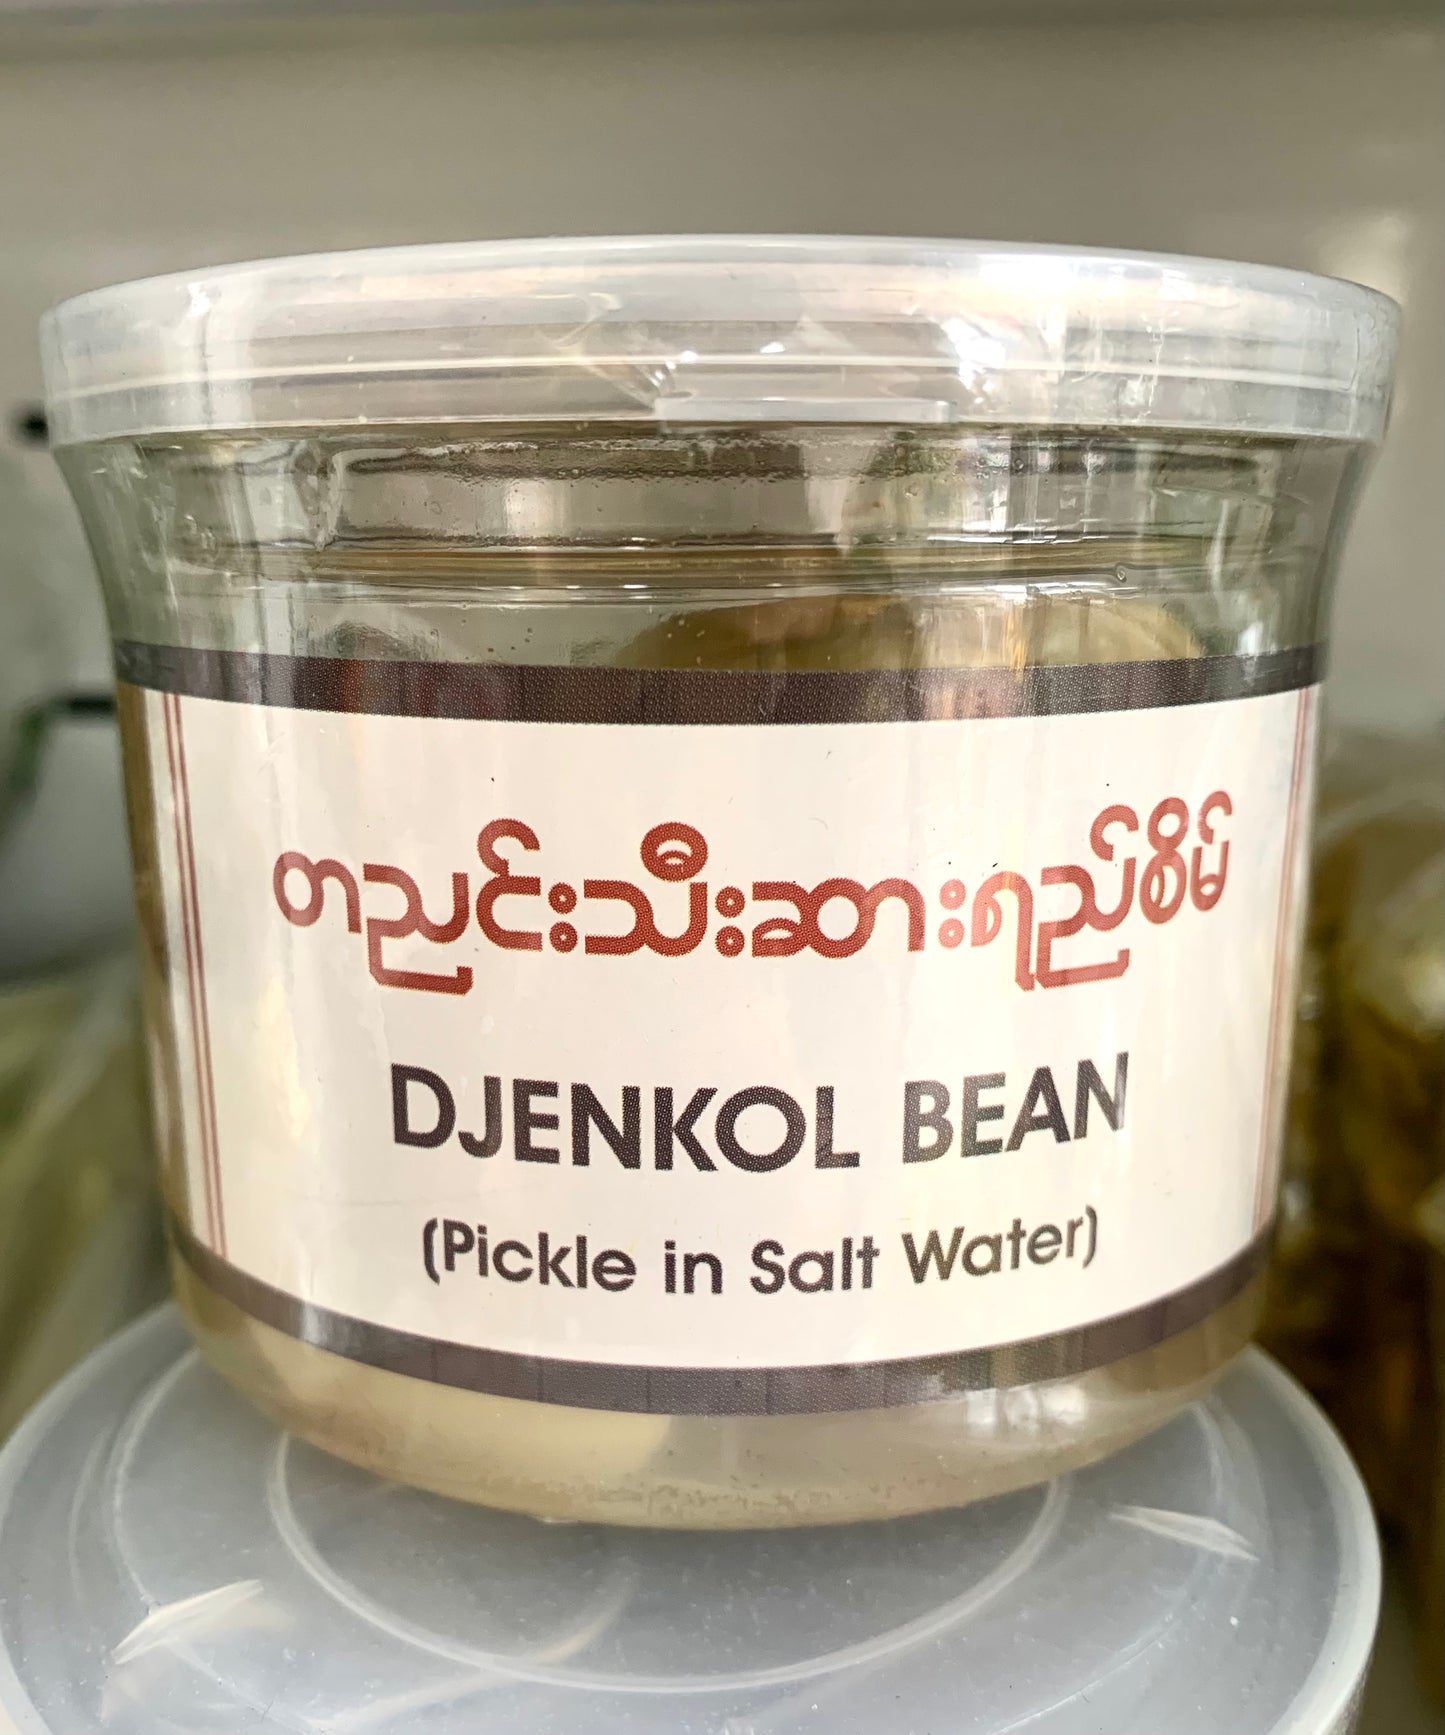 တညင်းသီးဆားရည်စိမ်
DJENKOL BEAN
(Pickle in Salt Water)